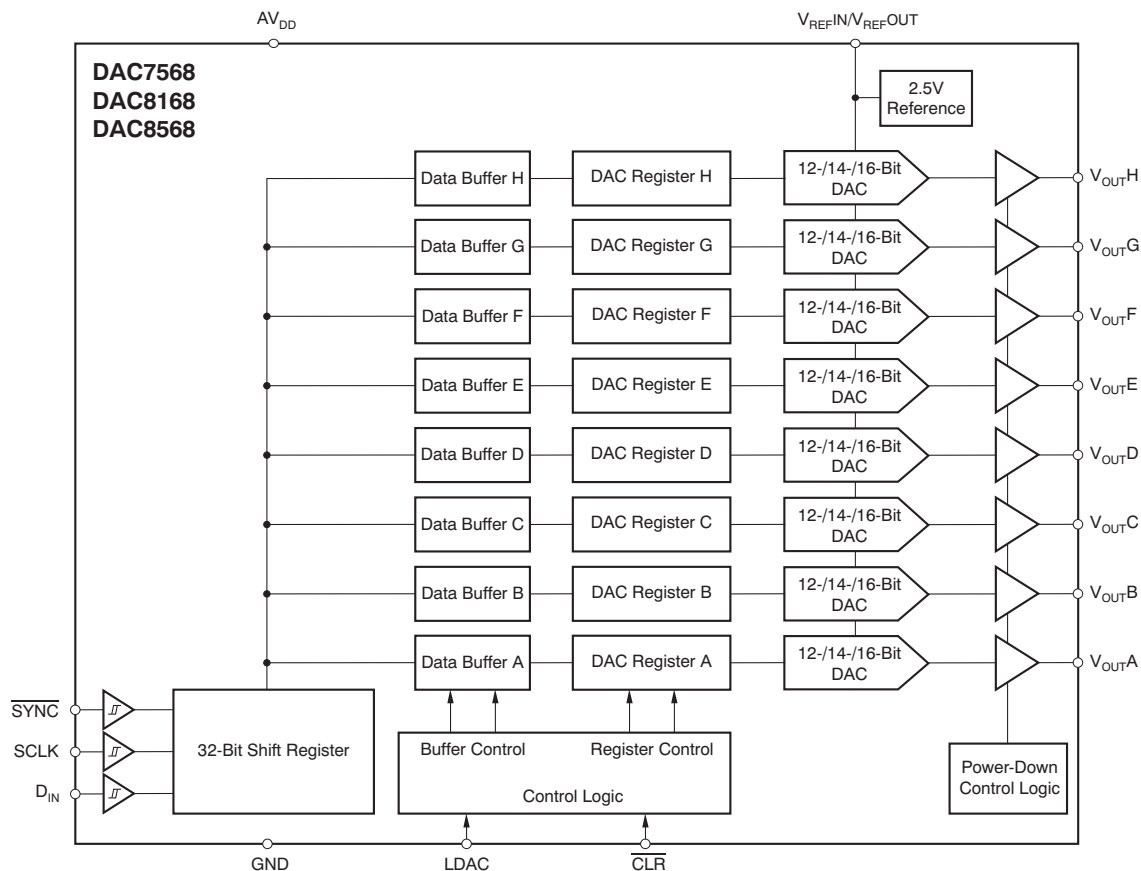 AVDD
VREFIN/VREFOUT
DAC7568
DAC8168
DAC8568
2.5V
Reference
Data Buffer H
DAC Register H
12-/14-/16-Bit
DAC
VOUTH
Data Buffer G
DAC Register G
12-/14-/16-Bit
DAC
VOUTG
Data Buffer F
DAC Register F
12-/14-/16-Bit
DAC
VOUTF
Data Buffer E
DAC Register E
12-/14-/16-Bit
DAC
VOUTE
Data Buffer D
DAC Register D
12-/14-/16-Bit
DAC
VOUTD
Data Buffer C
DAC Register C
12-/14-/16-Bit
DAC
VOUTC
Data Buffer B
DAC Register B
12-/14-/16-Bit
DAC
VOUTB
Data Buffer A
DAC Register A
12-/14-/16-Bit
DAC
VOUTA
SYNC
SCLK
DIN
32-Bit Shift Register
Buffer Control
Register Control
Control Logic
Power-Down
Control Logic
GND
LDAC
CLR